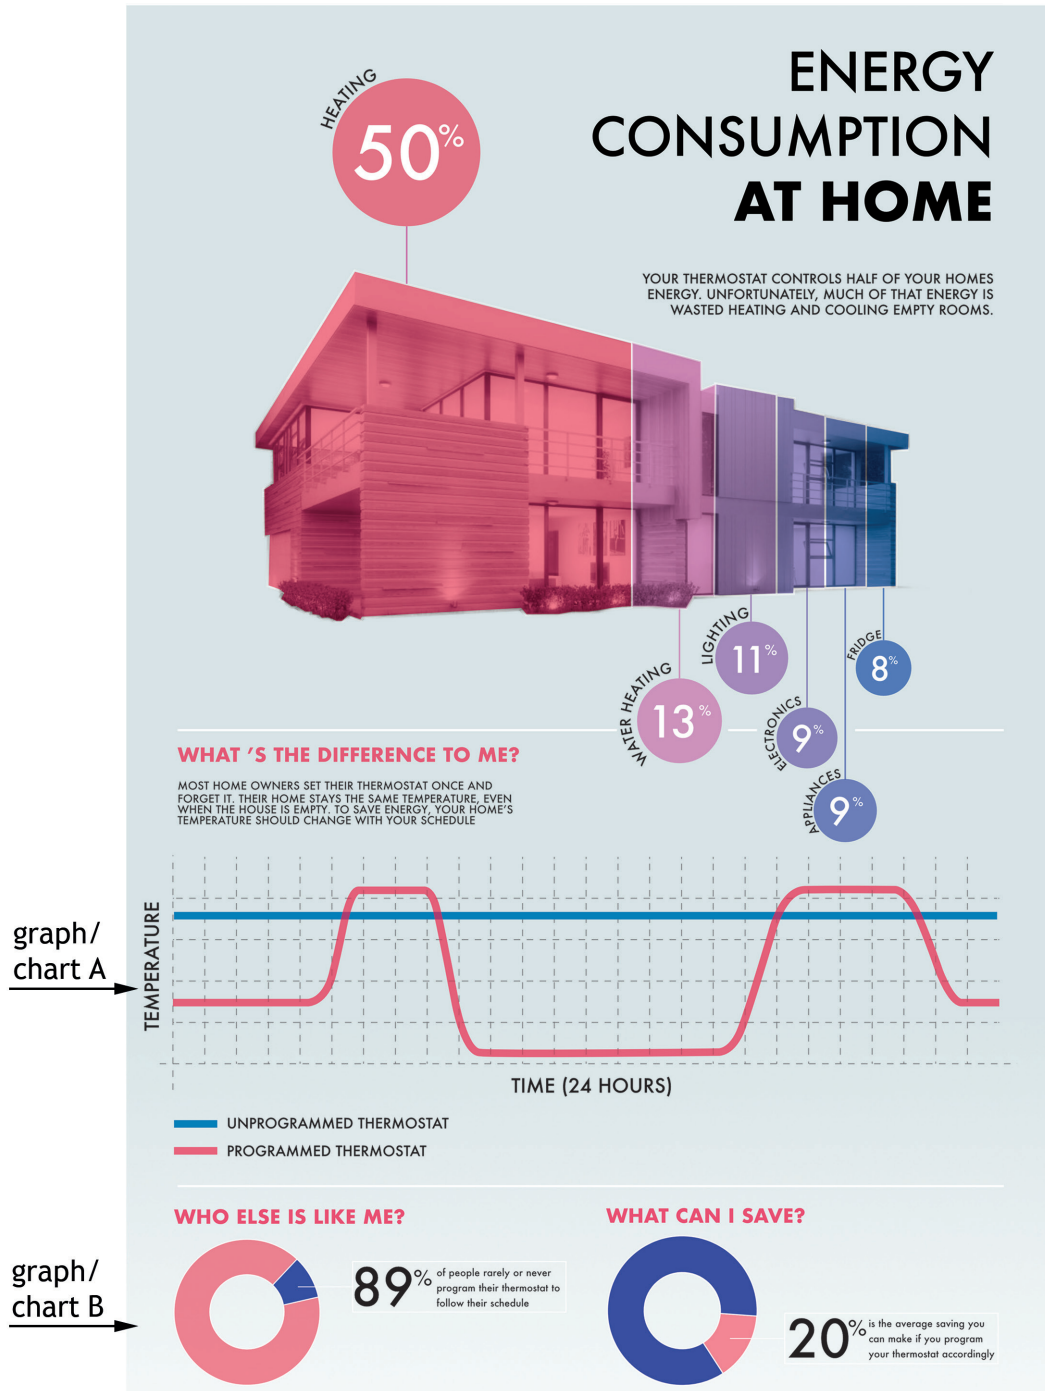 HEATING
50%
ENERGY
CONSUMPTION
AT HOME
YOUR THERMOSTAT CONTROLS HALF OF YOUR HOMES
ENERGY. UNFORTUNATELY, MUCH OF THAT ENERGY IS
WASTED HEATING AND COOLING EMPTY ROOMS.
WATER HEATING
13%
LIGHTING
11%
ELECTRONICS
9%
APPLIANCES
9%
FRIDGE
8%
WHAT 'S THE DIFFERENCE TO ME?
MOST HOME OWNERS SET THEIR THERMOSTAT ONCE AND
FORGET IT. THEIR HOME STAYS THE SAME TEMPERATURE, EVEN
WHEN THE HOUSE IS EMPTY. TO SAVE ENERGY, YOUR HOME'S
TEMPERATURE SHOULD CHANGE WITH YOUR SCHEDULE
graph/
chart A
TEMPERATURE
TIME (24 HOURS)
UNPROGRAMMED THERMOSTAT
PROGRAMMED THERMOSTAT
graph/
chart B
WHO ELSE IS LIKE ME?
89%
of people rarely or never
program their thermostat to
follow their schedule
WHAT CAN I SAVE?
20%
is the average saving you
can make if you program
your thermostat accordingly